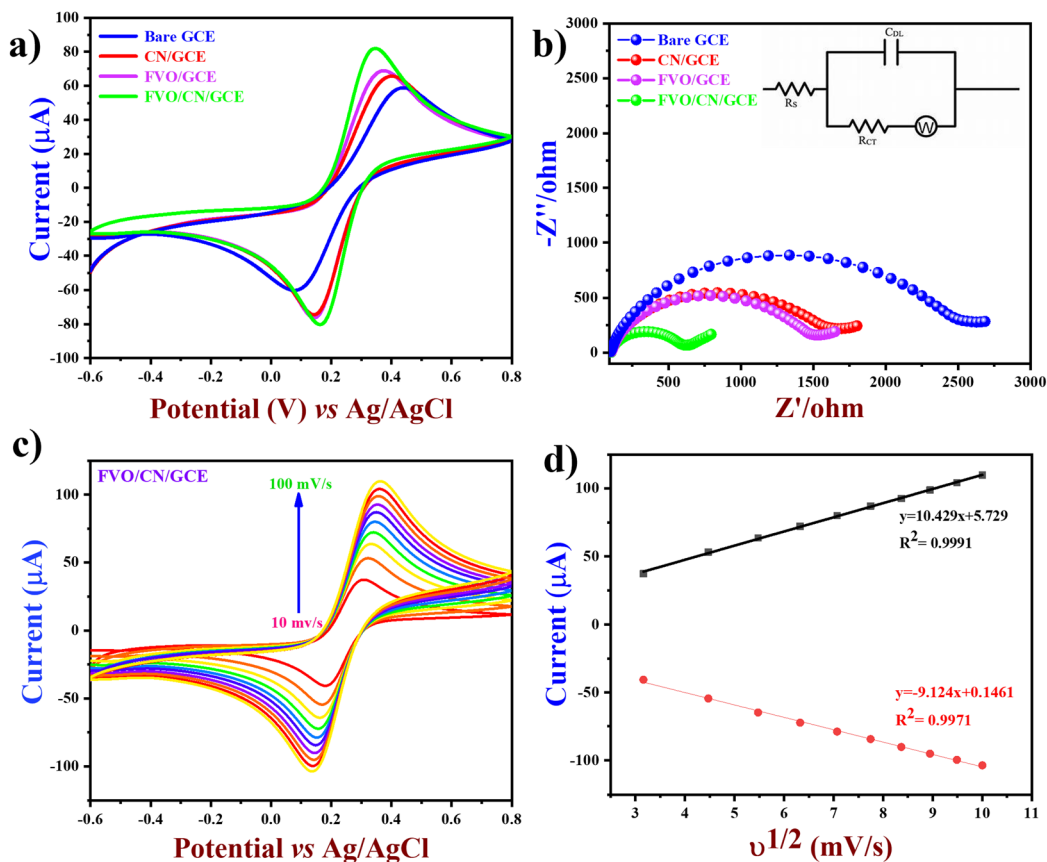 a)
Bare GCE
CN/GCE
FVO/GCE
FVO/CN/GCE
100
80
60
40
20
0
-20
-40
-60
-80
-100
-0.6
-0.4
-0.2
0.0
0.2
0.4
0.6
0.8
Current (µA)
Potential (V) vs Ag/AgCl
b)
Bare GCE
CN/GCE
FVO/GCE
FVO/CN/GCE
C_DL
R_S
R_CT
W
-3000
-2500
-2000
1500
1000
500
0
500
1000
1500
2000
2500
3000
-Z''/ohm
Z'/ohm
c)
FVO/CN/GCE
100 mV/s
10 mv/s
100
50
0
-50
-100
-0.6
-0.4
-0.2
0.0
0.2
0.4
0.6
0.8
Current (µA)
Potential vs Ag/AgCl
d)
y=10.429x+5.729
R²= 0.9991
y=-9.124x+0.1461
R²= 0.9971
100
50
0
-50
-100
3
4
5
6
7
8
9
10
11
Current (µA)
υ^1/2 (mV/s)